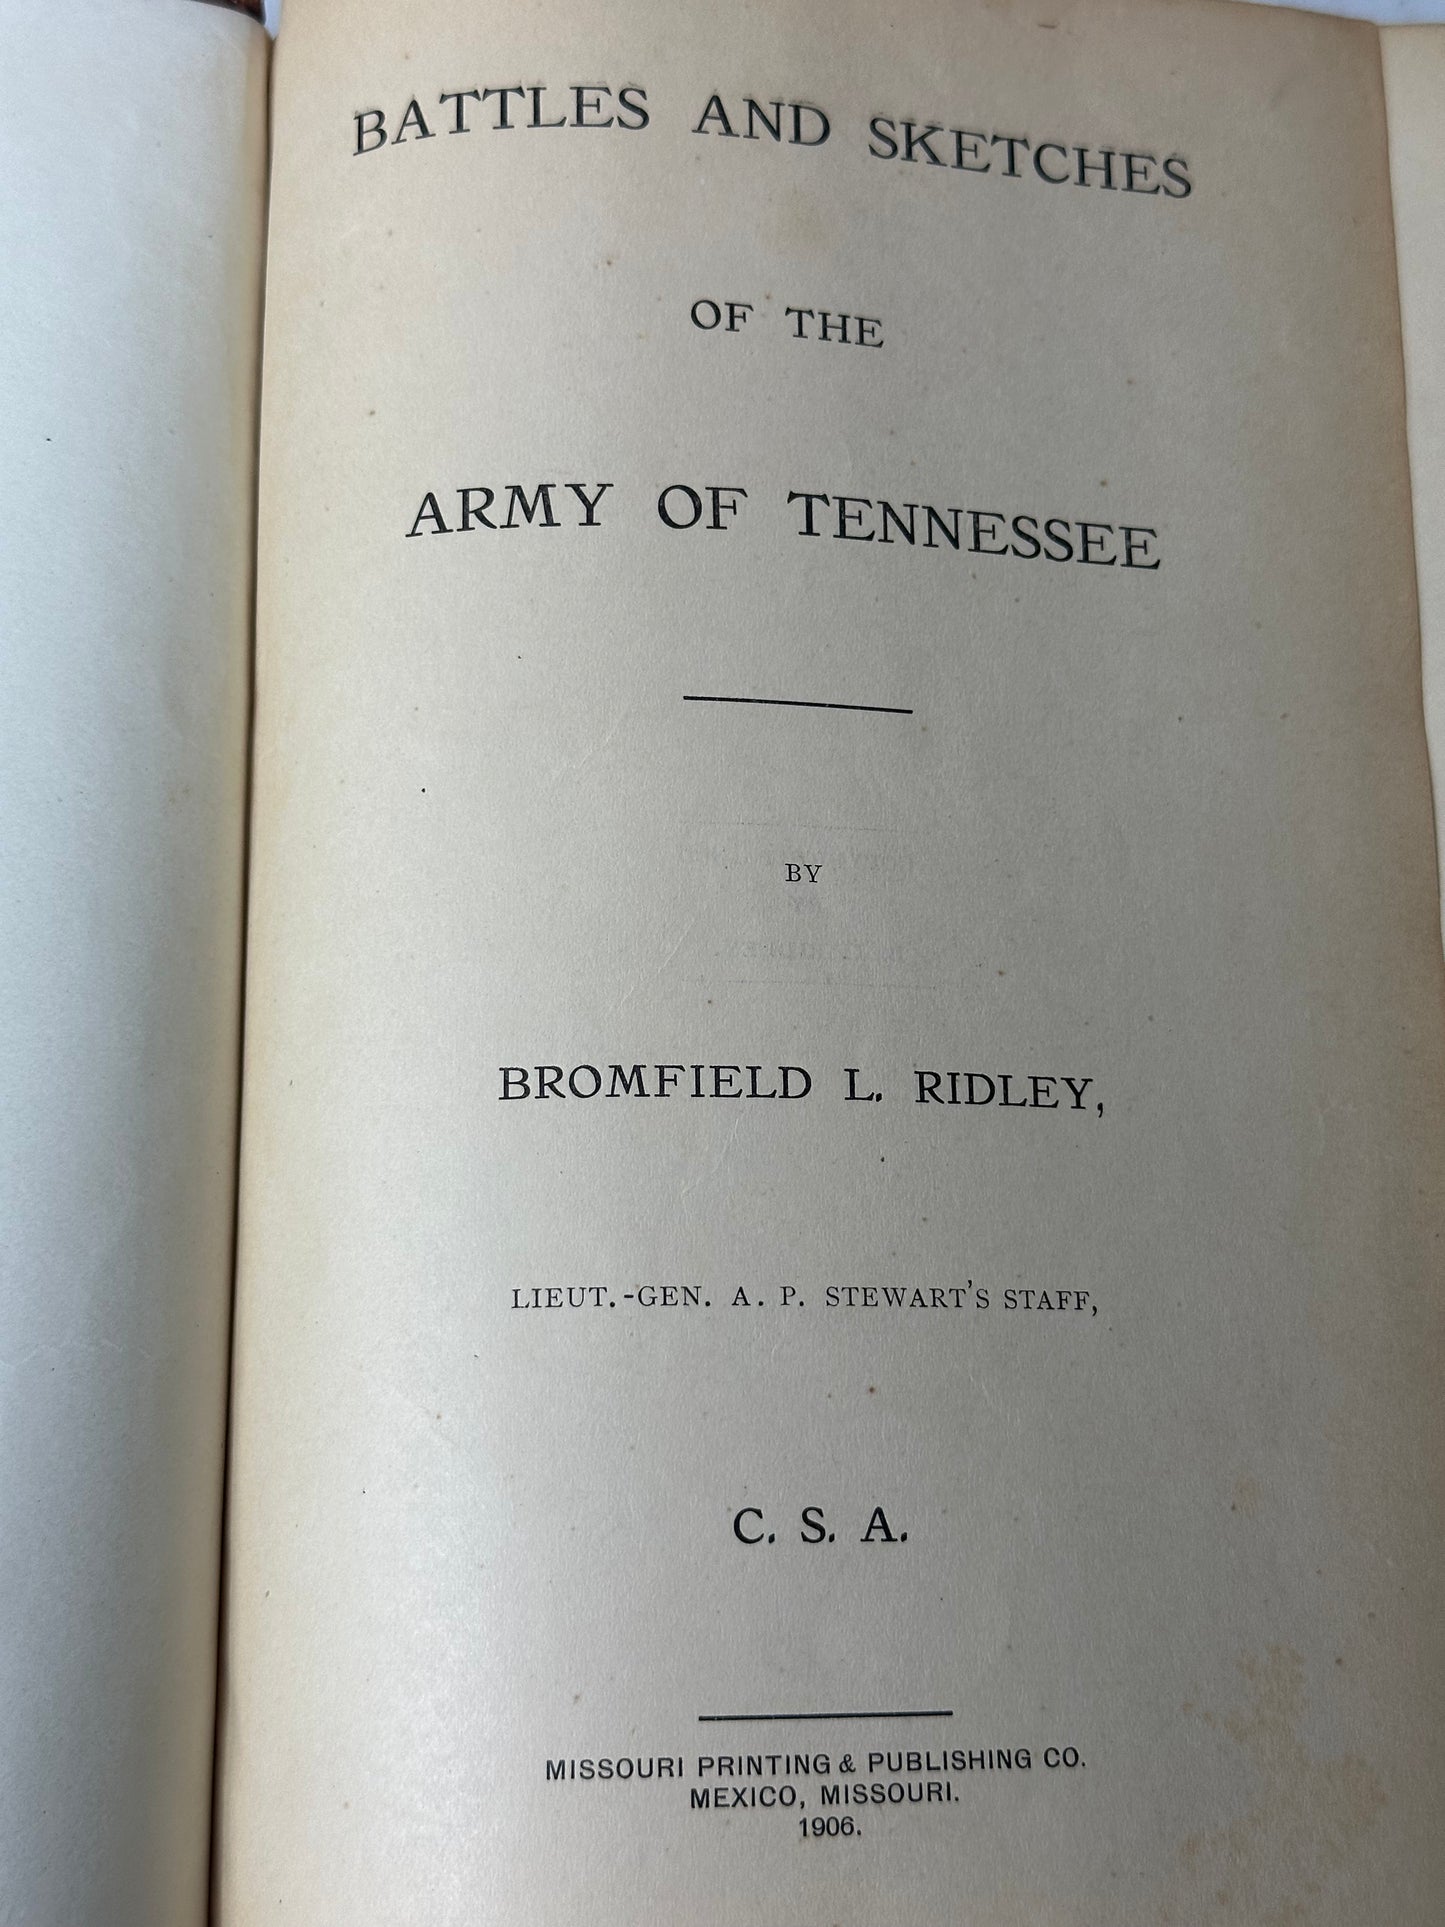 BATTLES AND SKETCHES
OF THE
ARMY OF TENNESSEE
BY
BROMFIELD L. RIDLEY,
LIEUT.-GEN. A. P. STEWART'S STAFF,
C. S. A.
MISSOURI PRINTING & PUBLISHING CO.
MEXICO, MISSOURI.
1906.